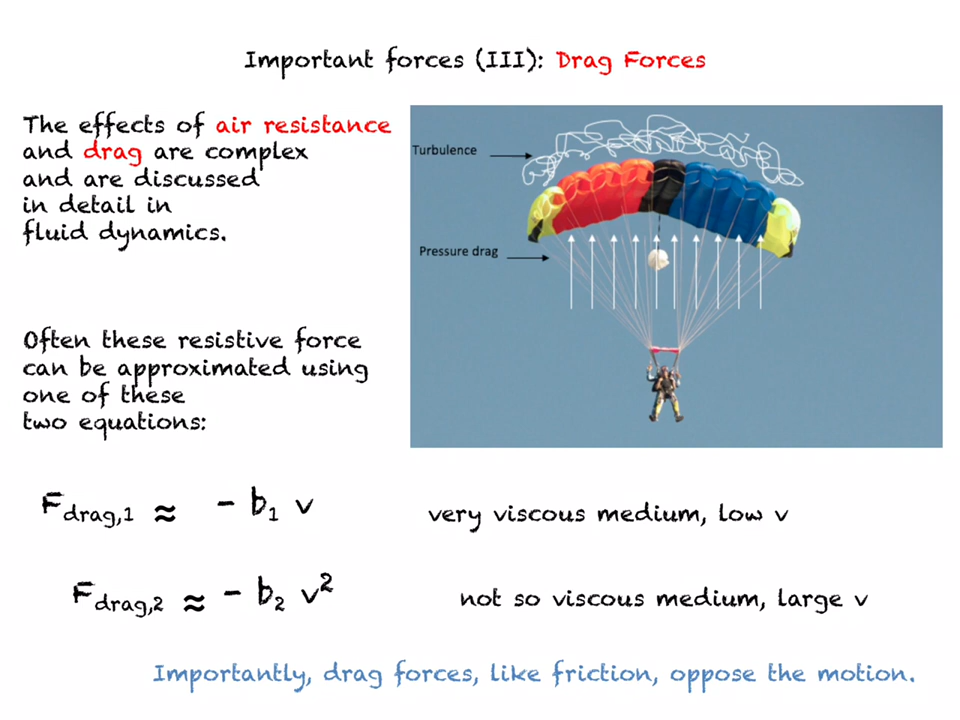 Important forces (III): Drag Forces
The effects of air resistance
and drag are complex
and are discussed
in detail in
fluid dynamics.
Turbulence
Pressure drag
Often these resistive force
can be approximated using
one of these
two equations:
F_drag,1 ≈ - b₁ v very viscous medium, low v
F_drag,2 ≈ - b₂ v² not so viscous medium, large v
Importantly, drag forces, like friction, oppose the motion.